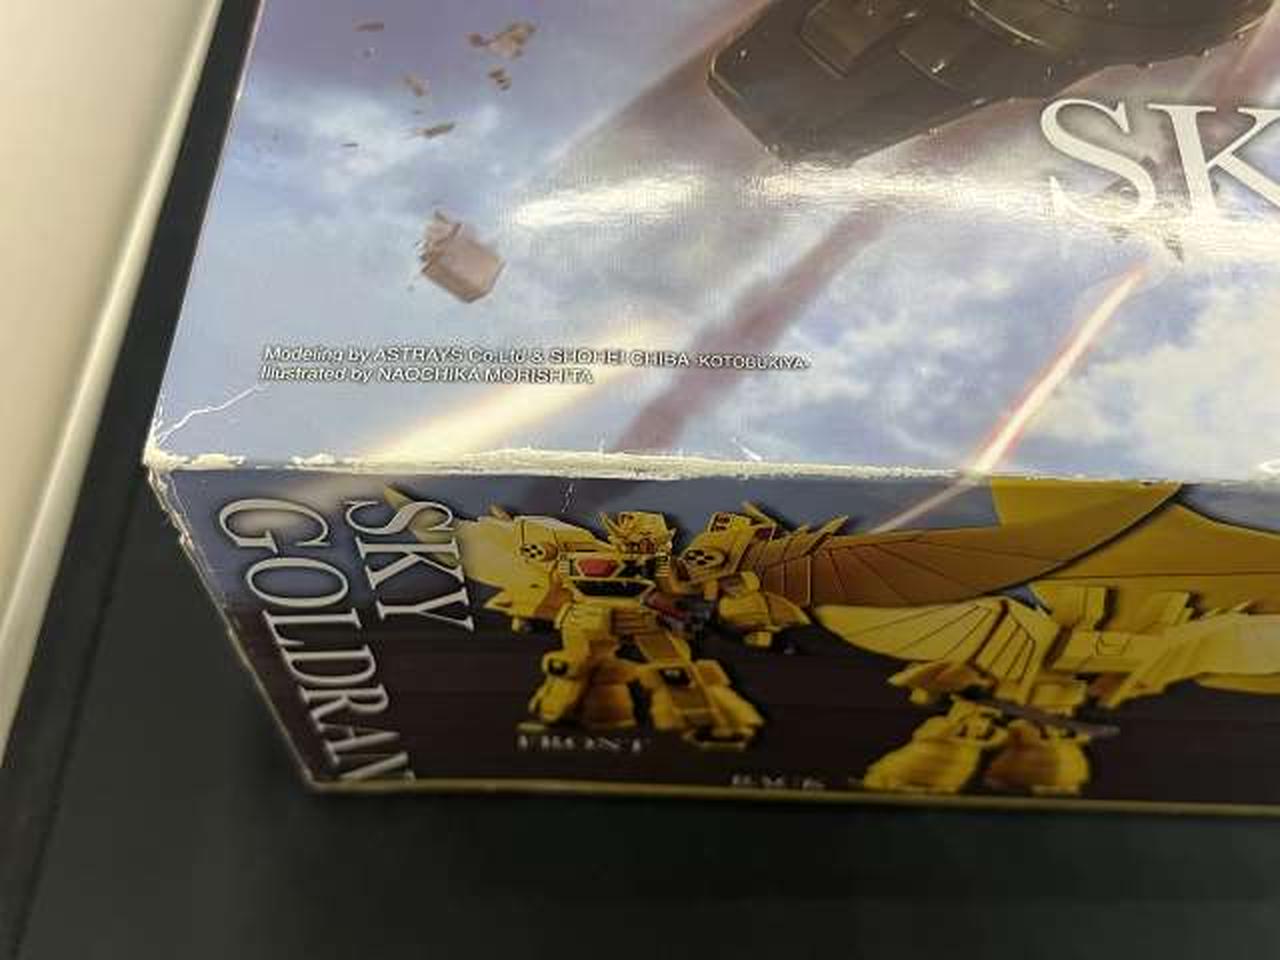 SK
Modeling by ASTRAYS Co.Ltd & SHOHEI CHIBA (KOTOBUKIYA)
Illustrated by NAOCHIKA MORISHITA
SKY
GOLDRAN
FRONT